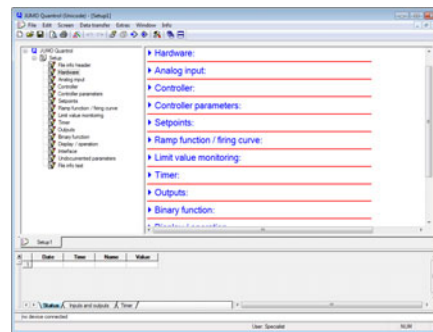 JUMO Quantrol (Unicode) - [Setup1]
File Edit Screen Data transfer Extras Window Info
JUMO Quantrol
Setup
File info header
Hardware
Analog input
Controller
Controller parameters
Setpoints
Ramp function / firing curve
Limit value monitoring
Timer
Outputs
Binary function
Display / operation
Interface
Undocumented parameters
File info text
Hardware:
Analog input:
Controller:
Controller parameters:
Setpoints:
Ramp function / firing curve:
Limit value monitoring:
Timer:
Outputs:
Binary function:
Display / operation
Setup1
Date Time Name Value
1
Status Inputs and outputs Timer
no device connected
User: Specialist NUM